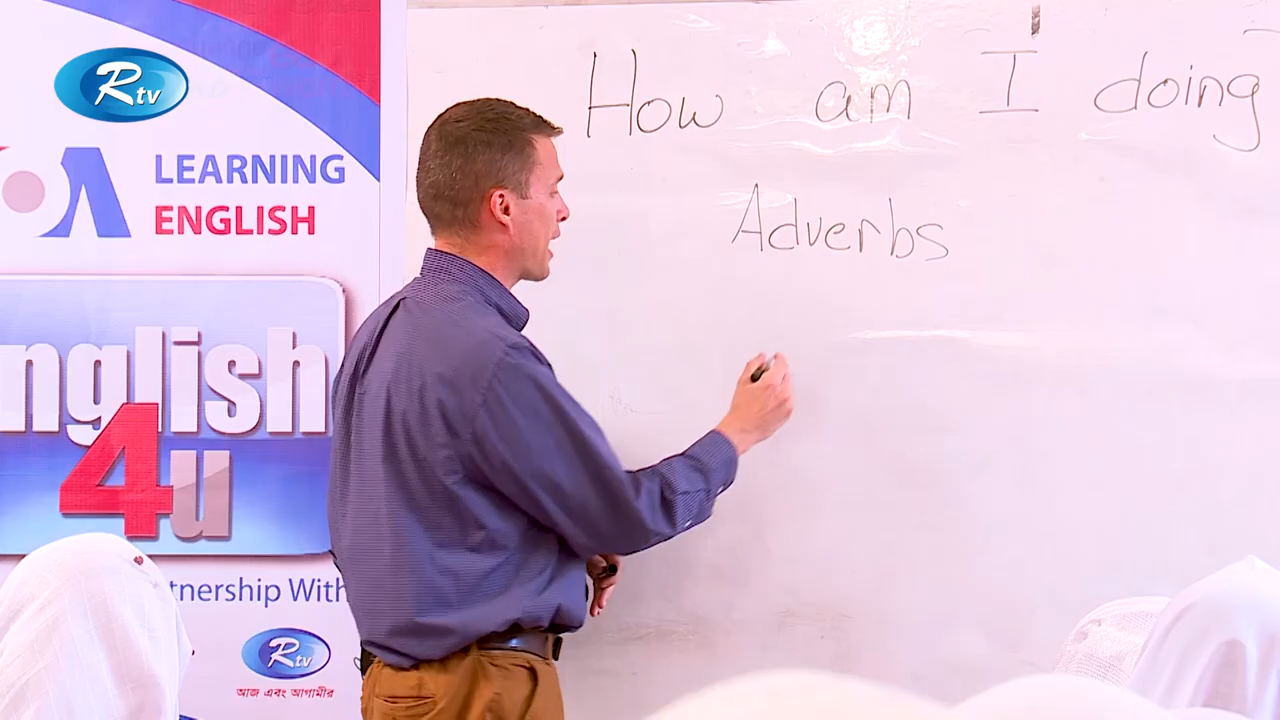 Rtv
LEARNING
ENGLISH
nglish
4u
tnership With
Rtv
আজ এবং আগামীর
How am I doing
Adverbs